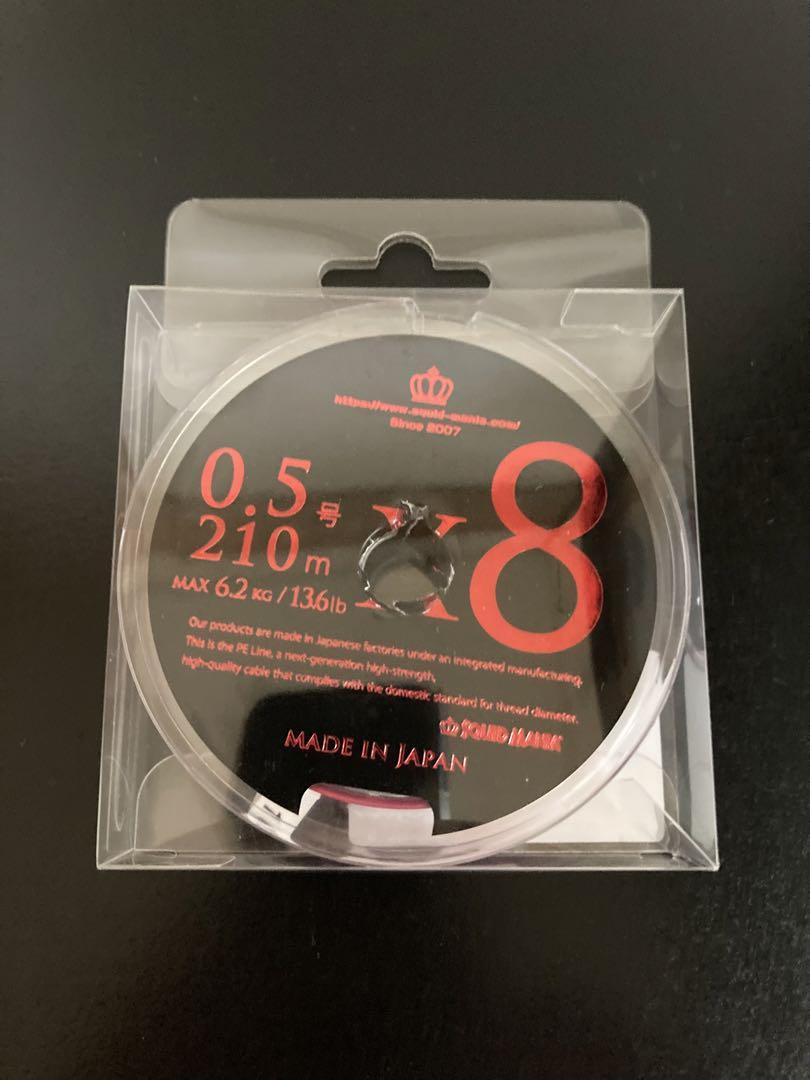 https://www.squid-mania.com/
Since 2007
0.5号
210m
MAX 6.2 KG / 13.6lb
X8
Our products are made in Japanese factories under an integrated manufacturing.
This is the PE Line, a next-generation high-strength,
high-quality cable that complies with the domestic standard for thread diameter.
SQUID MANIA
MADE IN JAPAN